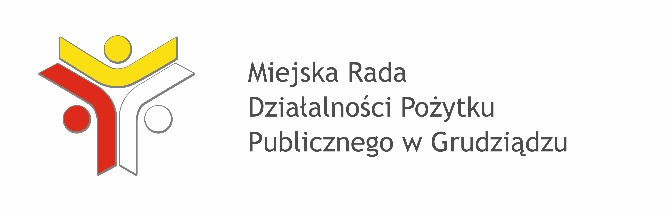 Miejska Rada
Działalności Pożytku
Publicznego w Grudziądzu